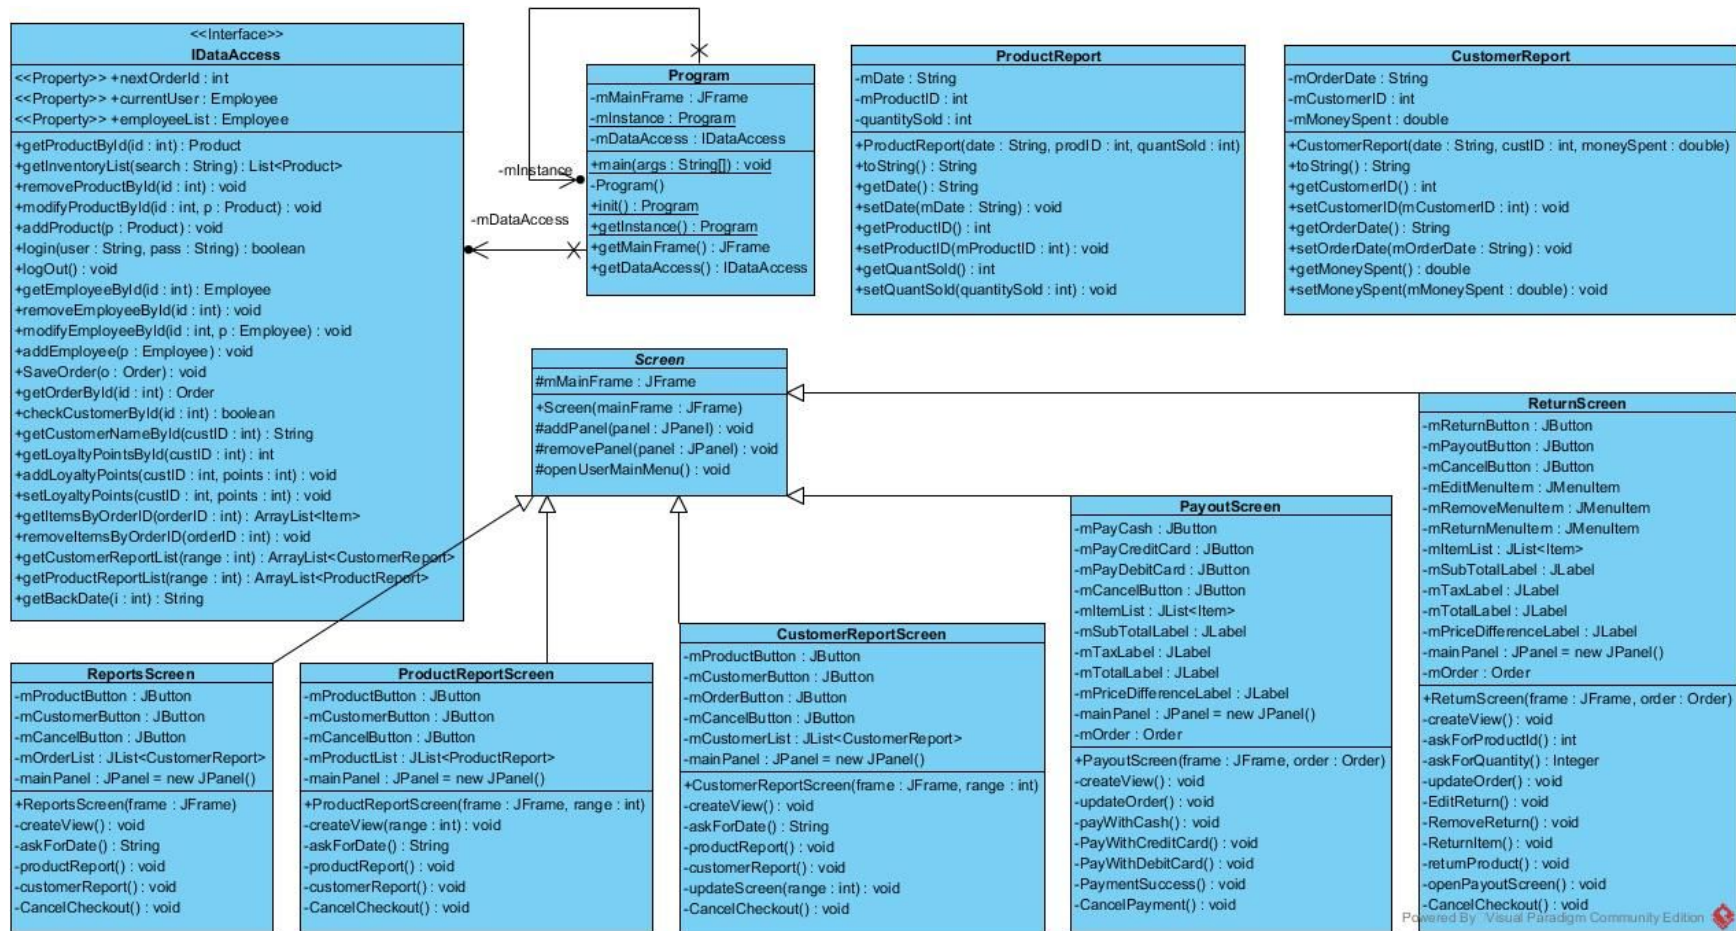 <<Interface>>
IDataAccess
<<Property>> +nextOrderId : int
<<Property>> +currentUser : Employee
<<Property>> +employeeList : Employee
+getProductById(id : int) : Product
+getInventoryList(search : String) : List<Product>
+removeProductById(id : int) : void
+modifyProductById(id : int, p : Product) : void
+addProduct(p : Product) : void
+login(user : String, pass : String) : boolean
+logOut() : void
+getEmployeeById(id : int) : Employee
+removeEmployeeById(id : int) : void
+modifyEmployeeById(id : int, p : Employee) : void
+addEmployee(p : Employee) : void
+SaveOrder(o : Order) : void
+getOrderById(id : int) : Order
+checkCustomerById(id : int) : boolean
+getCustomerNameById(custID : int) : String
+getLoyaltyPointsById(custID : int) : int
+addLoyaltyPoints(custID : int, points : int) : void
+setLoyaltyPoints(custID : int, points : int) : void
+getItemsByOrderID(orderID : int) : ArrayList<Item>
+removeItemsByOrderID(orderID : int) : void
+getCustomerReportList(range : int) : ArrayList<CustomerReport>
+getProductReportList(range : int) : ArrayList<ProductReport>
+getBackDate(i : int) : String
-mInstance
-mDataAccess
Program
-mMainFrame : JFrame
-mInstance : Program
-mDataAccess : IDataAccess
+main(args : String[]) : void
-Program()
+init() : Program
+getInstance() : Program
+getMainFrame() : JFrame
+getDataAccess() : IDataAccess
ProductReport
-mDate : String
-mProductID : int
-quantitySold : int
+ProductReport(date : String, prodID : int, quantSold : int)
+toString() : String
+getDate() : String
+setDate(mDate : String) : void
+getProductID() : int
+setProductID(mProductID : int) : void
+getQuantSold() : int
+setQuantSold(quantitySold : int) : void
CustomerReport
-mOrderDate : String
-mCustomerID : int
-mMoneySpent : double
+CustomerReport(date : String, custID : int, moneySpent : double)
+toString() : String
+getCustomerID() : int
+setCustomerID(mCustomerID : int) : void
+getOrderDate() : String
+setOrderDate(mOrderDate : String) : void
+getMoneySpent() : double
+setMoneySpent(mMoneySpent : double) : void
Screen
#mMainFrame : JFrame
+Screen(mainFrame : JFrame)
#addPanel(panel : JPanel) : void
#removePanel(panel : JPanel) : void
#openUserMainMenu() : void
ReportsScreen
-mProductButton : JButton
-mCustomerButton : JButton
-mCancelButton : JButton
-mOrderList : JList<CustomerReport>
-mainPanel : JPanel = new JPanel()
+ReportsScreen(frame : JFrame)
-createView() : void
-askForDate() : String
-productReport() : void
-customerReport() : void
-CancelCheckout() : void
ProductReportScreen
-mProductButton : JButton
-mCustomerButton : JButton
-mCancelButton : JButton
-mProductList : JList<ProductReport>
-mainPanel : JPanel = new JPanel()
+ProductReportScreen(frame : JFrame, range : int)
-createView(range : int) : void
-askForDate() : String
-productReport() : void
-customerReport() : void
-CancelCheckout() : void
CustomerReportScreen
-mProductButton : JButton
-mCustomerButton : JButton
-mOrderButton : JButton
-mCancelButton : JButton
-mCustomerList : JList<CustomerReport>
-mainPanel : JPanel = new JPanel()
+CustomerReportScreen(frame : JFrame, range : int)
-createView() : void
-askForDate() : String
-productReport() : void
-customerReport() : void
-updateScreen(range : int) : void
-CancelCheckout() : void
PayoutScreen
-mPayCash : JButton
-mPayCreditCard : JButton
-mPayDebitCard : JButton
-mCancelButton : JButton
-mItemList : JList<Item>
-mSubTotalLabel : JLabel
-mTaxLabel : JLabel
-mTotalLabel : JLabel
-mPriceDifferenceLabel : JLabel
-mainPanel : JPanel = new JPanel()
-mOrder : Order
+PayoutScreen(frame : JFrame, order : Order)
-createView() : void
-updateOrder() : void
-payWithCash() : void
-PayWithCreditCard() : void
-PayWithDebitCard() : void
-PaymentSuccess() : void
-CancelPayment() : void
ReturnScreen
-mReturnButton : JButton
-mPayoutButton : JButton
-mCancelButton : JButton
-mEditMenuItem : JMenuItem
-mRemoveMenuItem : JMenuItem
-mReturnMenuItem : JMenuItem
-mItemList : JList<Item>
-mSubTotalLabel : JLabel
-mTaxLabel : JLabel
-mTotalLabel : JLabel
-mPriceDifferenceLabel : JLabel
-mainPanel : JPanel = new JPanel()
-mOrder : Order
+ReturnScreen(frame : JFrame, order : Order)
-createView() : void
-askForProductId() : int
-askForQuantity() : Integer
-updateOrder() : void
-EditReturn() : void
-RemoveReturn() : void
-ReturnItem() : void
-returnProduct() : void
-openPayoutScreen() : void
-CancelCheckout() : void
Powered By Visual Paradigm Community Edition